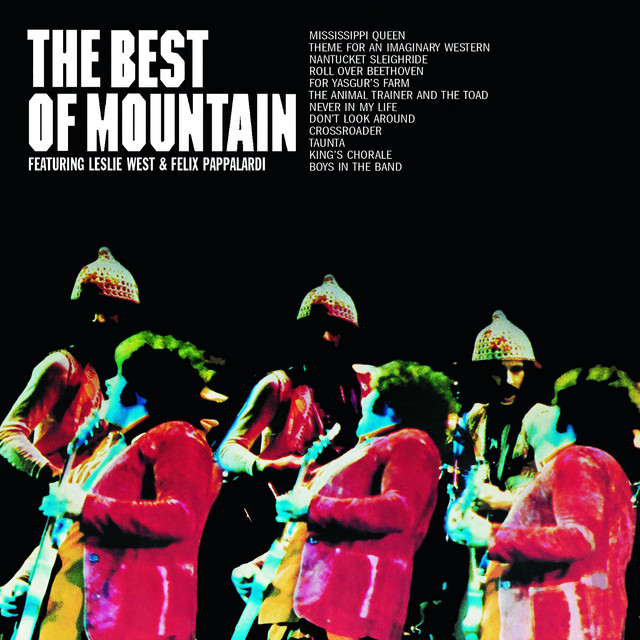 THE BEST
OF MOUNTAIN
FEATURING LESLIE WEST & FELIX PAPPALARDI
MISSISSIPPI QUEEN
THEME FOR AN IMAGINARY WESTERN
NANTUCKET SLEIGHRIDE
ROLL OVER BEETHOVEN
FOR YASGUR'S FARM
THE ANIMAL TRAINER AND THE TOAD
NEVER IN MY LIFE
DON'T LOOK AROUND
CROSSROADER
TAUNTA
KING'S CHORALE
BOYS IN THE BAND